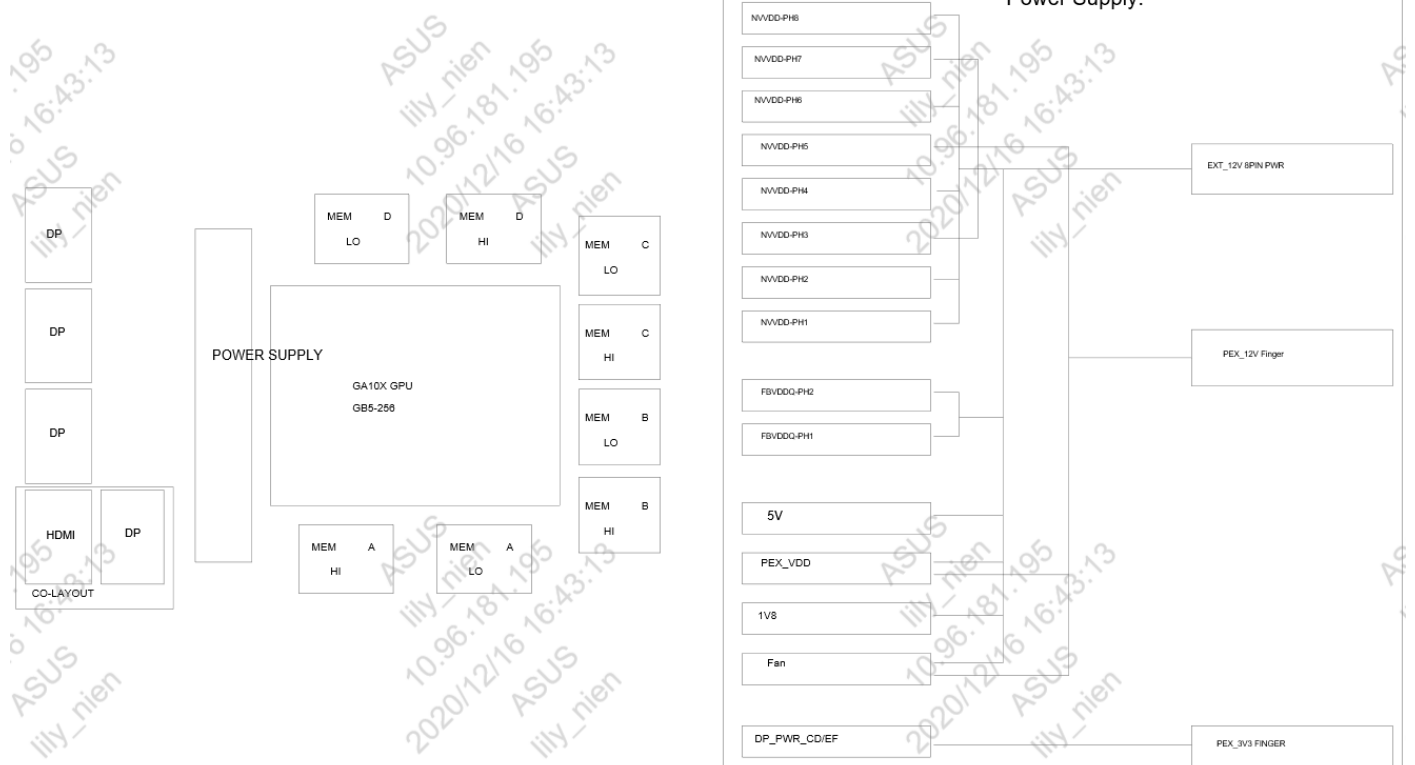 Power Supply:
NVVDD-PH8
NVVDD-PH7
NVVDD-PH6
NVVDD-PH5
NVVDD-PH4
NVVDD-PH3
NVVDD-PH2
NVVDD-PH1
EXT_12V 8PIN PWR
PEX_12V Finger
FBVDDQ-PH2
FBVDDQ-PH1
5V
PEX_VDD
1V8
Fan
DP_PWR_CD/EF
PEX_3V3 FINGER
DP
DP
DP
HDMI
DP
CO-LAYOUT
POWER SUPPLY
GA10X GPU
GB5-256
MEM D
LO
MEM D
HI
MEM C
LO
MEM C
HI
MEM B
LO
MEM B
HI
MEM A
HI
MEM A
LO
ASUS
lily_nien
10.96.181.195
2020/12/16 16:43:13